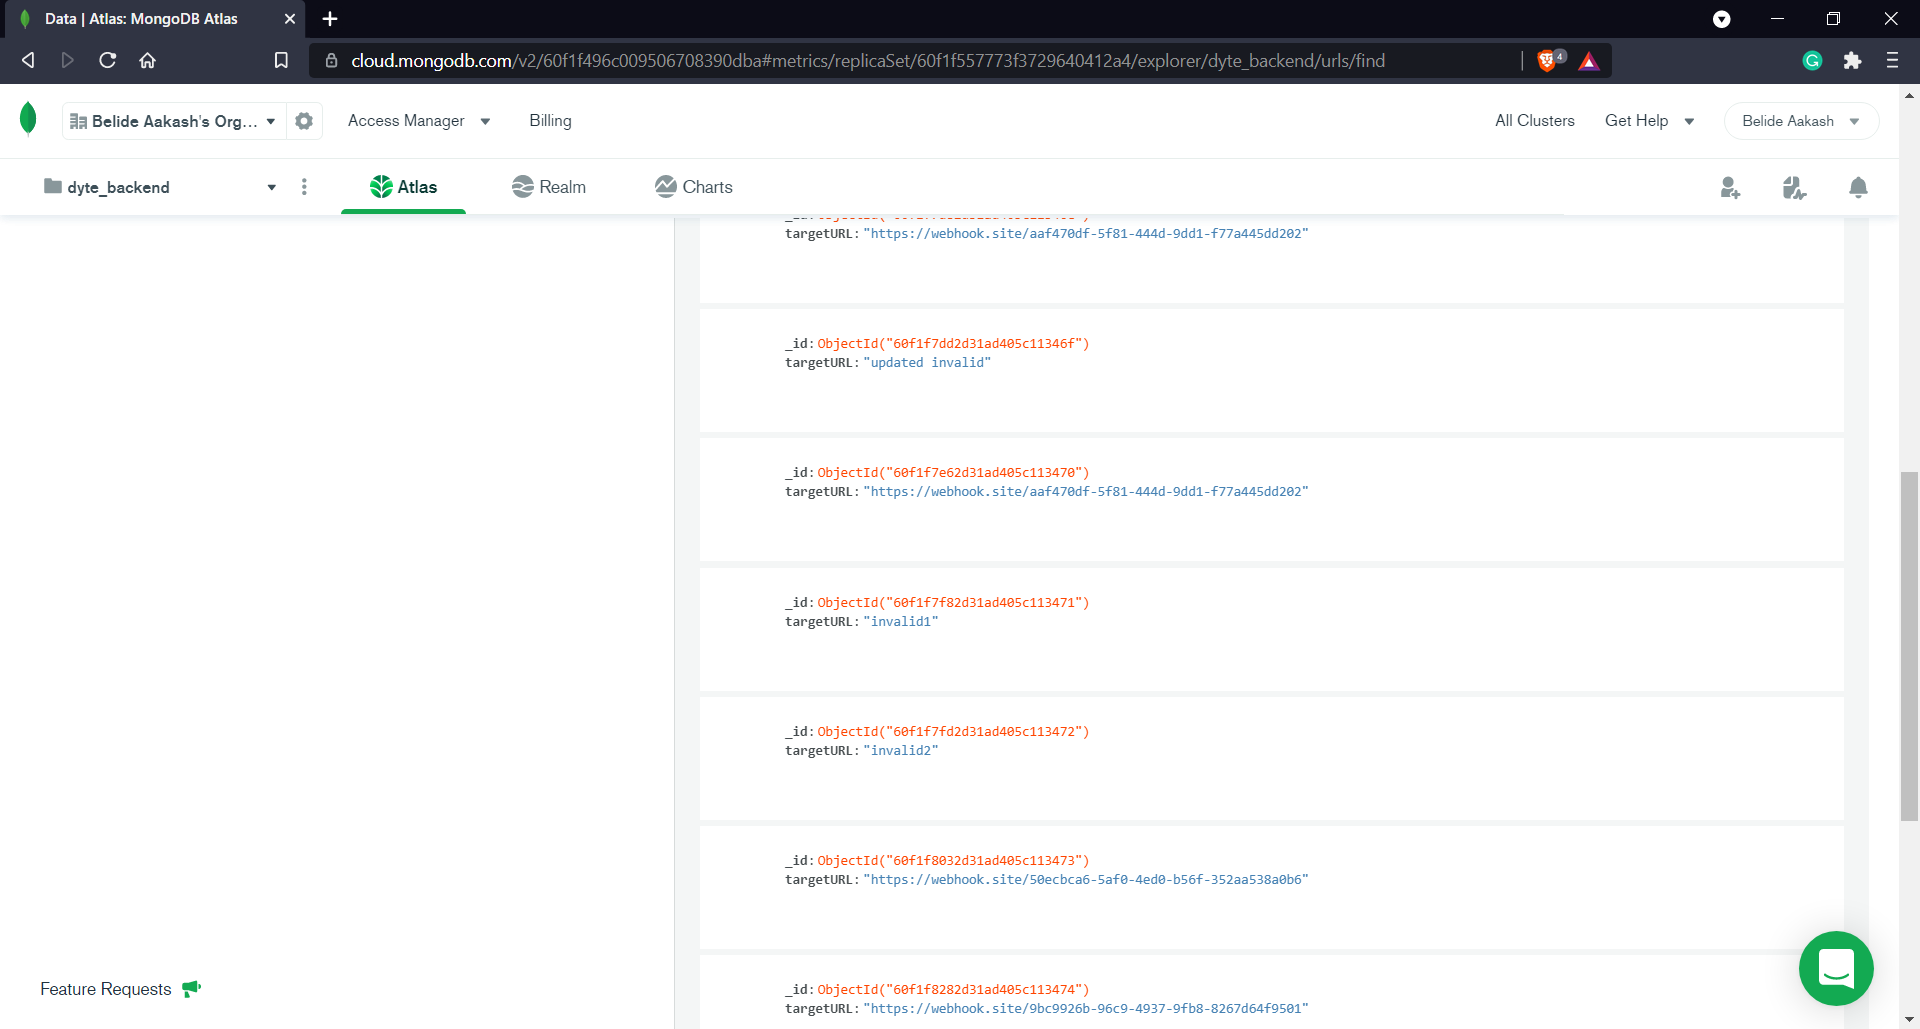 Data | Atlas: MongoDB Atlas
cloud.mongodb.com/v2/60f1f496c009506708390dba#metrics/replicaSet/60f1f557773f3729640412a4/explorer/dyte_backend/urls/find
4
Belide Aakash's Org...
Access Manager
Billing
All Clusters
Get Help
Belide Aakash
dyte_backend
Atlas
Realm
Charts
targetURL: "https://webhook.site/aaf470df-5f81-444d-9dd1-f77a445dd202"
_id: ObjectId("60f1f7dd2d31ad405c11346f")
targetURL: "updated invalid"
_id: ObjectId("60f1f7e62d31ad405c113470")
targetURL: "https://webhook.site/aaf470df-5f81-444d-9dd1-f77a445dd202"
_id: ObjectId("60f1f7f82d31ad405c113471")
targetURL: "invalid1"
_id: ObjectId("60f1f7fd2d31ad405c113472")
targetURL: "invalid2"
_id: ObjectId("60f1f8032d31ad405c113473")
targetURL: "https://webhook.site/50ecbca6-5af0-4ed0-b56f-352aa538a0b6"
_id: ObjectId("60f1f8282d31ad405c113474")
targetURL: "https://webhook.site/9bc9926b-96c9-4937-9fb8-8267d64f9501"
Feature Requests